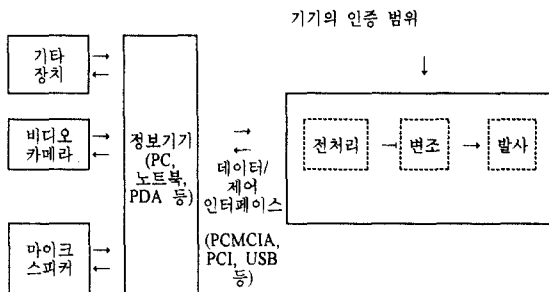 기기의 인증 범위
기타
장치
비디오
카메라
마이크
스피커
정보기기
(PC,
노트북,
PDA 등)
데이터/
제어
인터페이스
(PCMCIA,
PCI, USB
등)
전처리
변조
발사